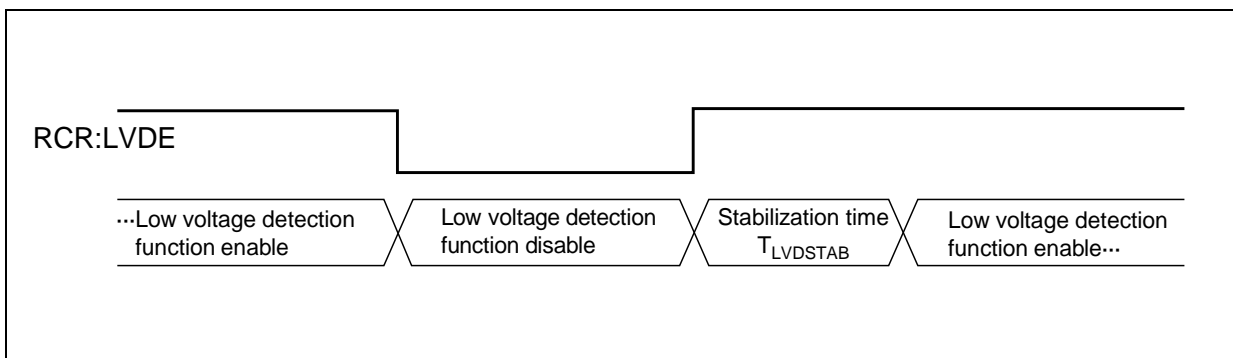 RCR:LVDE
···Low voltage detection
function enable
Low voltage detection
function disable
Stabilization time
TLVDSTAB
Low voltage detection
function enable···